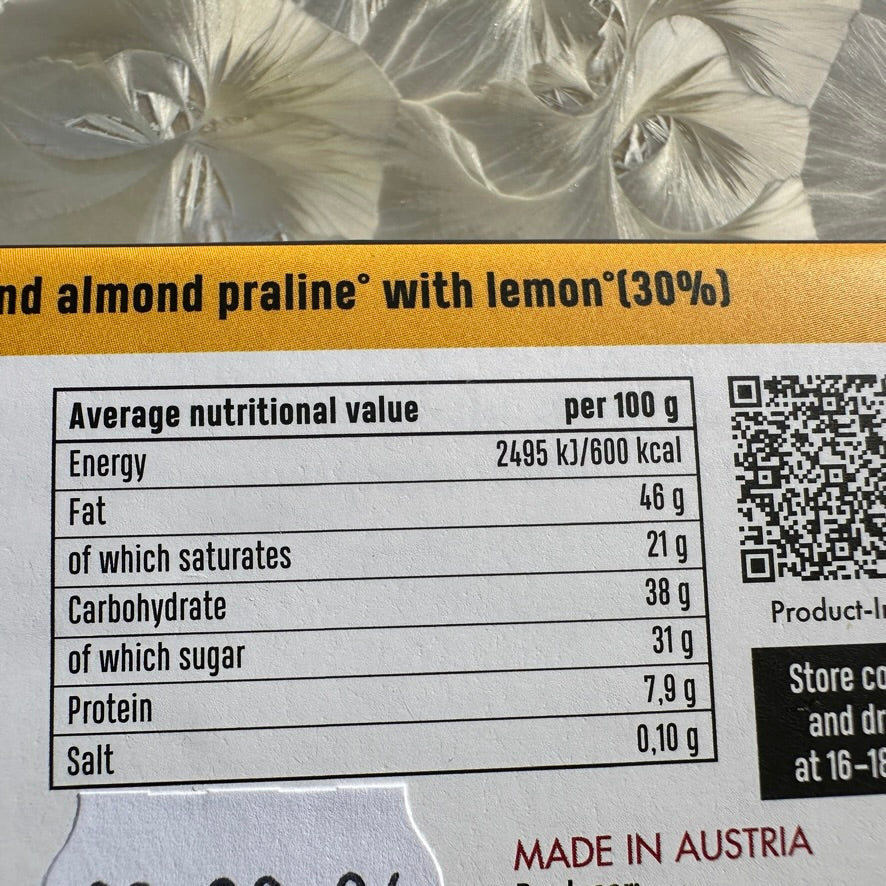 nd almond praline° with lemon°(30%)
Average nutritional value per 100 g
Energy 2495 kJ/600 kcal
Fat 46 g
of which saturates 21 g
Carbohydrate 38 g
of which sugar 31 g
Protein 7,9 g
Salt 0,10 g
Product-I
Store co
and dr
at 16–18
MADE IN AUSTRIA